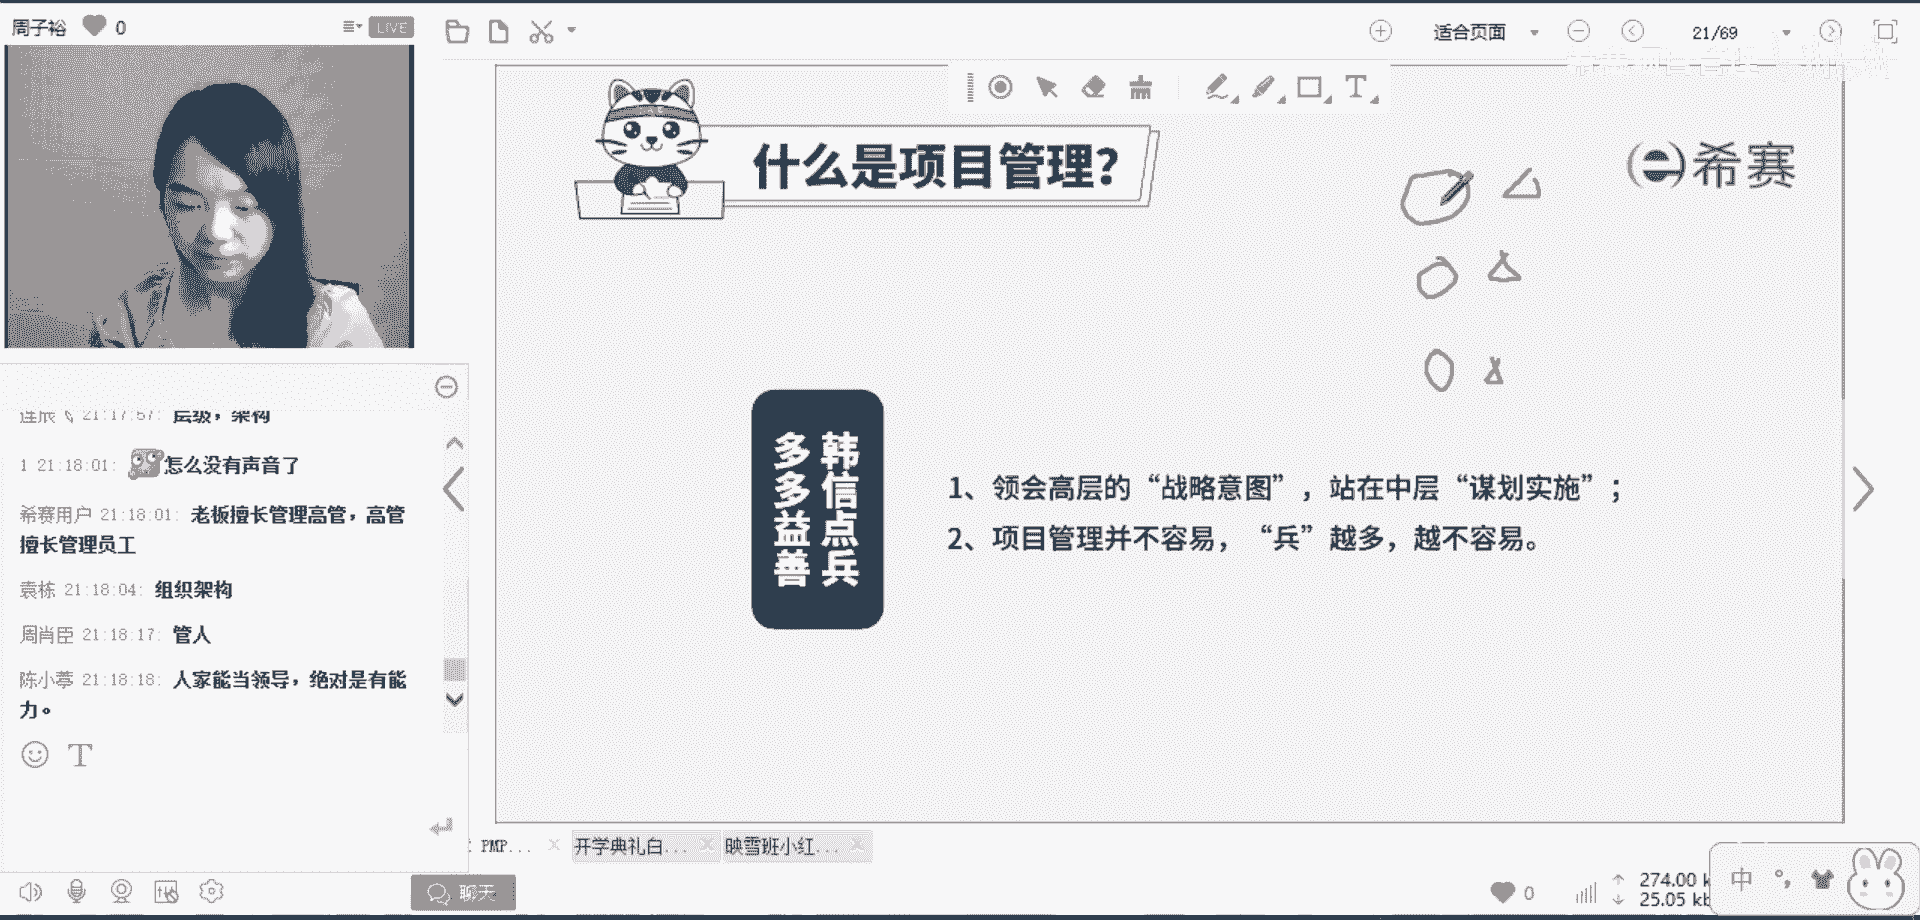 周子裕 0 LIVE
适合页面 21/69
什么是项目管理?
希赛
21:17:57: 层级，架构
1 21:18:01: 怎么没有声音了
希赛用户 21:18:01: 老板擅长管理高管，高管
擅长管理员工
袁栋 21:18:04: 组织架构
周肖臣 21:18:17: 管人
陈小葶 21:18:18: 人家能当领导，绝对是有能
力。
韩信点兵
多多益善
1、领会高层的“战略意图”，站在中层“谋划实施”；
2、项目管理并不容易，“兵”越多，越不容易。
PMP...
开学典礼白...
映雪班小红...
聊天
0
274.00 k
25.05 kb
中